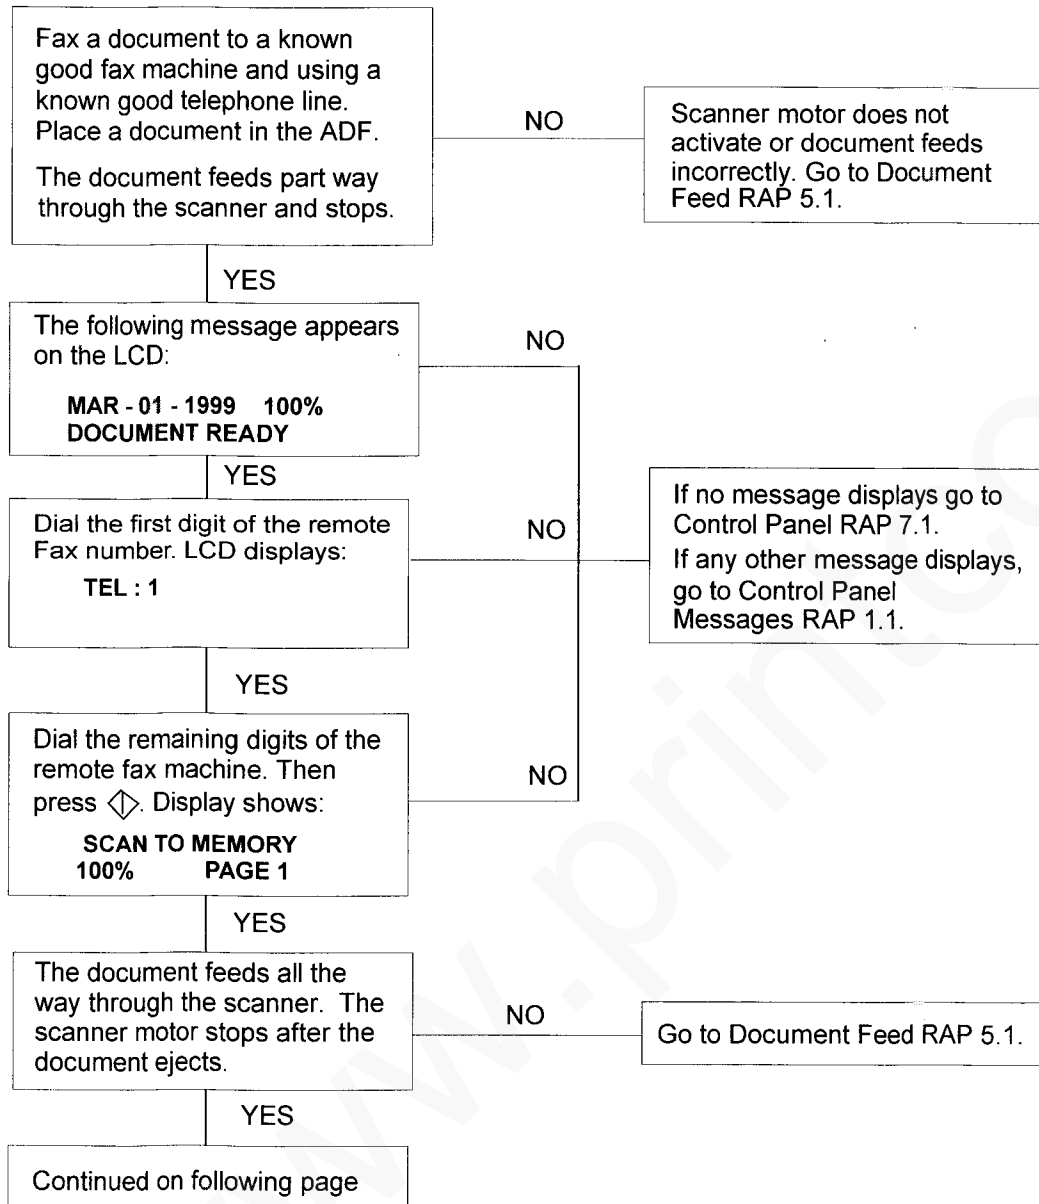 Fax a document to a known
good fax machine and using a
known good telephone line.
Place a document in the ADF.
The document feeds part way
through the scanner and stops.
NO
Scanner motor does not
activate or document feeds
incorrectly. Go to Document
Feed RAP 5.1.
YES
The following message appears
on the LCD:
MAR - 01 - 1999 100%
DOCUMENT READY
NO
YES
Dial the first digit of the remote
Fax number. LCD displays:
TEL : 1
NO
If no message displays go to
Control Panel RAP 7.1.
If any other message displays,
go to Control Panel
Messages RAP 1.1.
YES
Dial the remaining digits of the
remote fax machine. Then
press . Display shows:
SCAN TO MEMORY
100% PAGE 1
NO
YES
The document feeds all the
way through the scanner. The
scanner motor stops after the
document ejects.
NO
Go to Document Feed RAP 5.1.
YES
Continued on following page